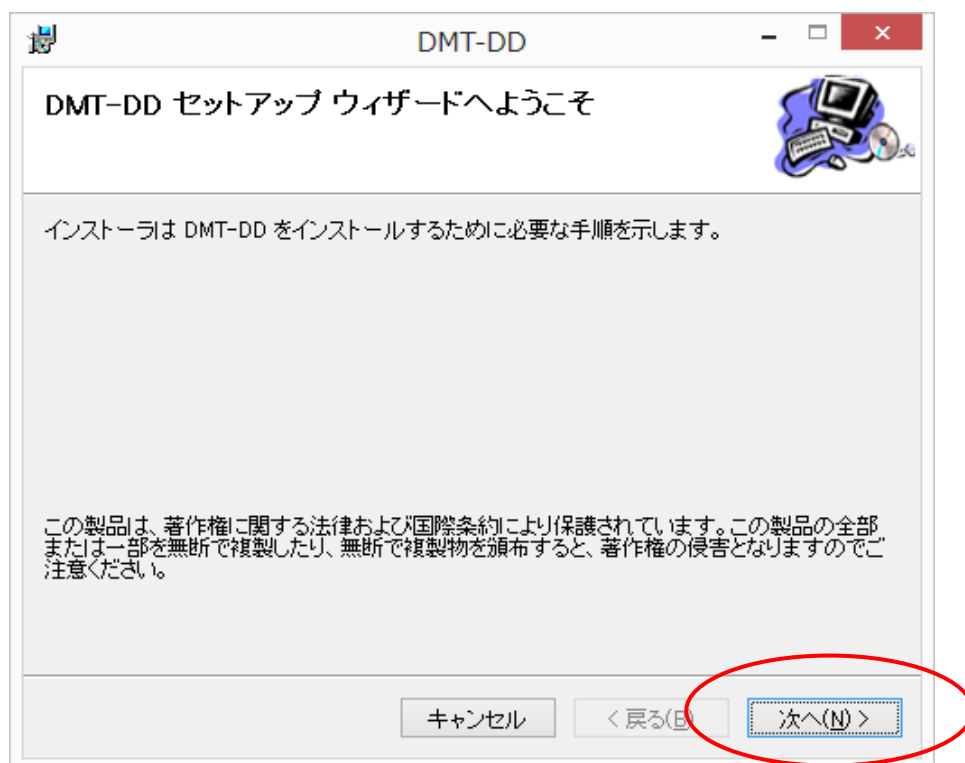 DMT-DD
DMT-DD セットアップ ウィザードへようこそ
インストーラは DMT-DD をインストールするために必要な手順を示します。
この製品は、著作権に関する法律および国際条約により保護されています。この製品の全部
または一部を無断で複製したり、無断で複製物を頒布すると、著作権の侵害となりますのでご
注意ください。
キャンセル
< 戻る(B)
次へ(N) >